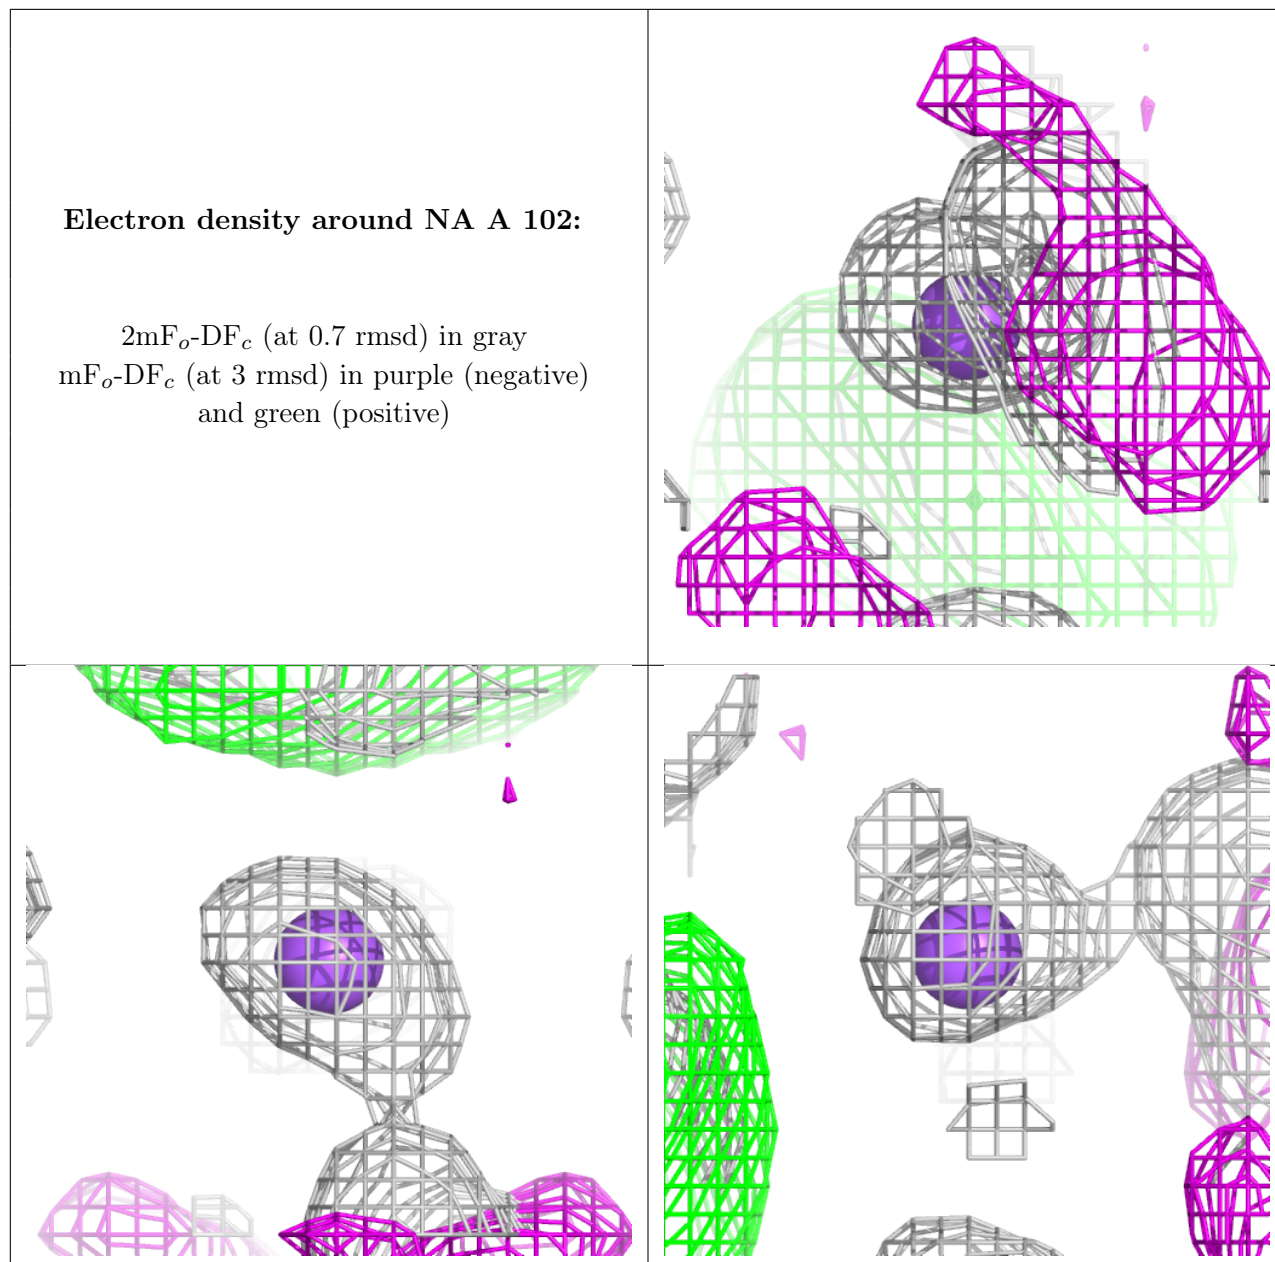 Electron density around NA A 102:
2mFo-DFc (at 0.7 rmsd) in gray
mFo-DFc (at 3 rmsd) in purple (negative)
and green (positive)